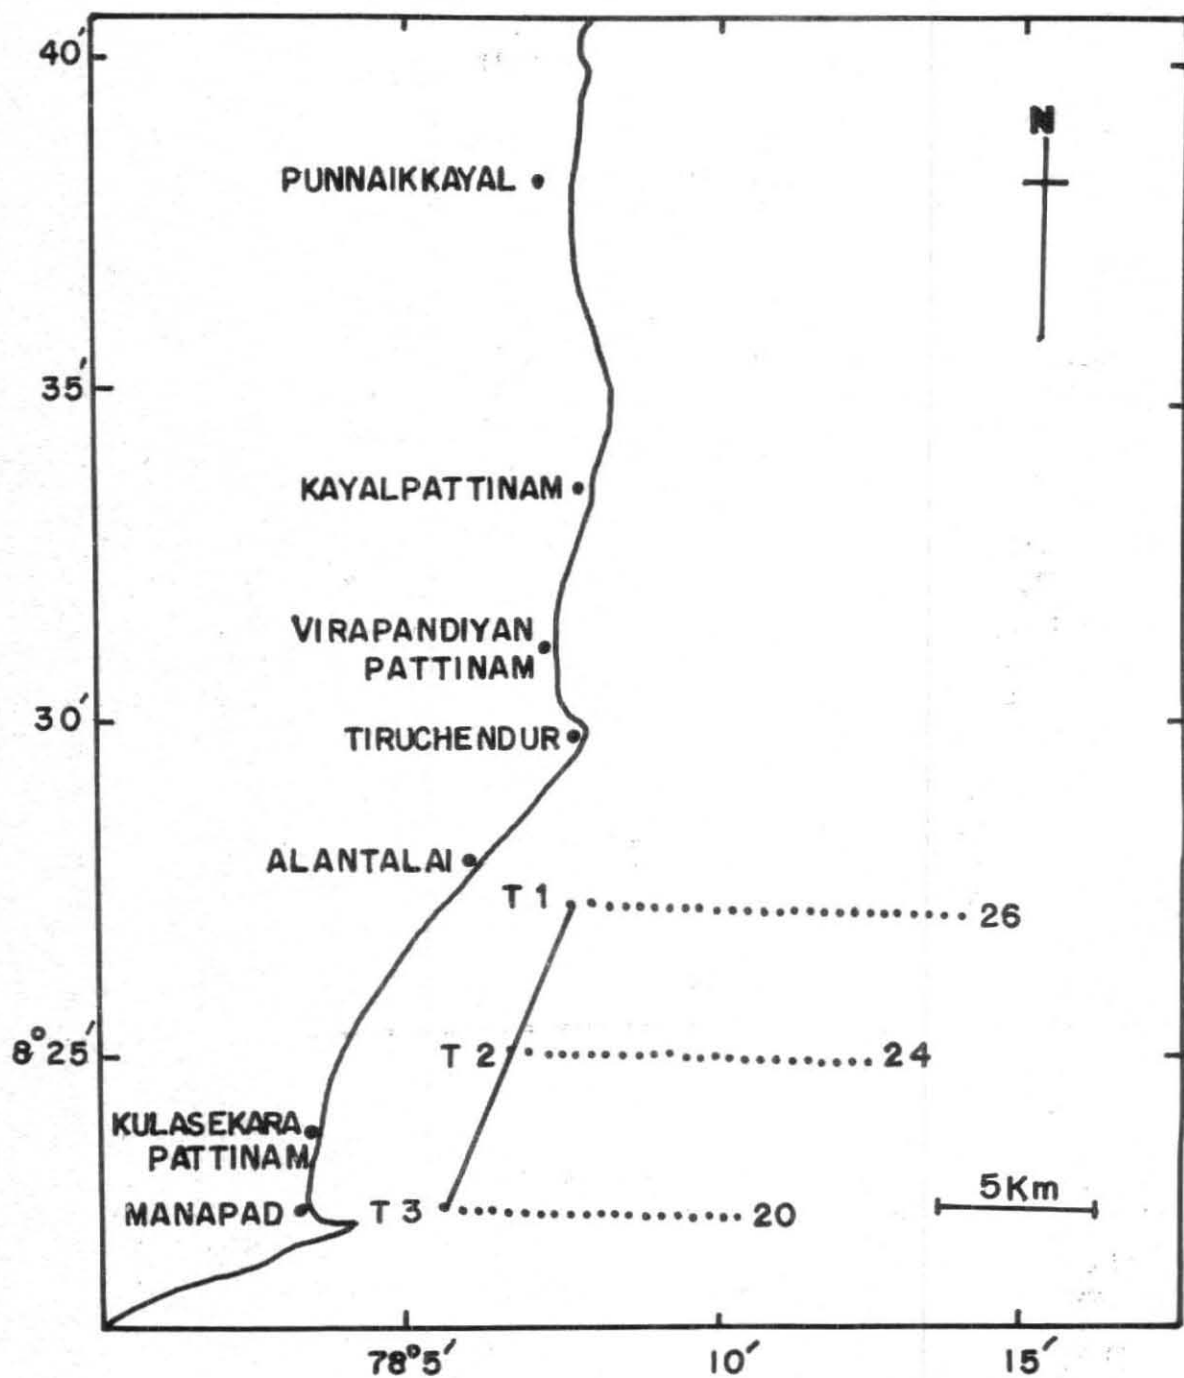 40′
N
PUNNAIKKAYAL
35′
KAYALPATTINAM
VIRAPANDIYAN
PATTINAM
30′
TIRUCHENDUR
ALANTALAI
T 1
26
8°25′
T 2
24
KULASEKARA
PATTINAM
MANAPAD
T 3
20
5Km
78°5′
10′
15′